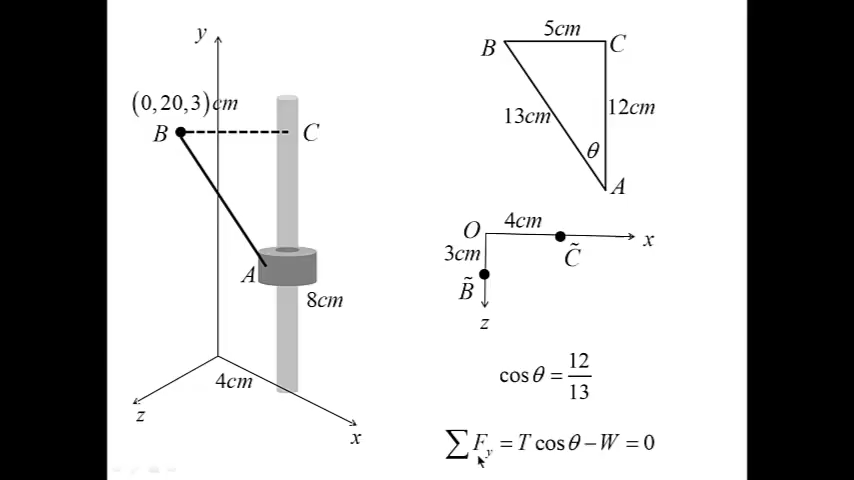 y
(0,20,3)cm
B
C
A
8cm
4cm
z
x
5cm
B
C
13cm
12cm
θ
A
O
4cm
x
3cm
C̃
B̃
z
cos θ = 12/13
∑ F_y = T cos θ − W = 0